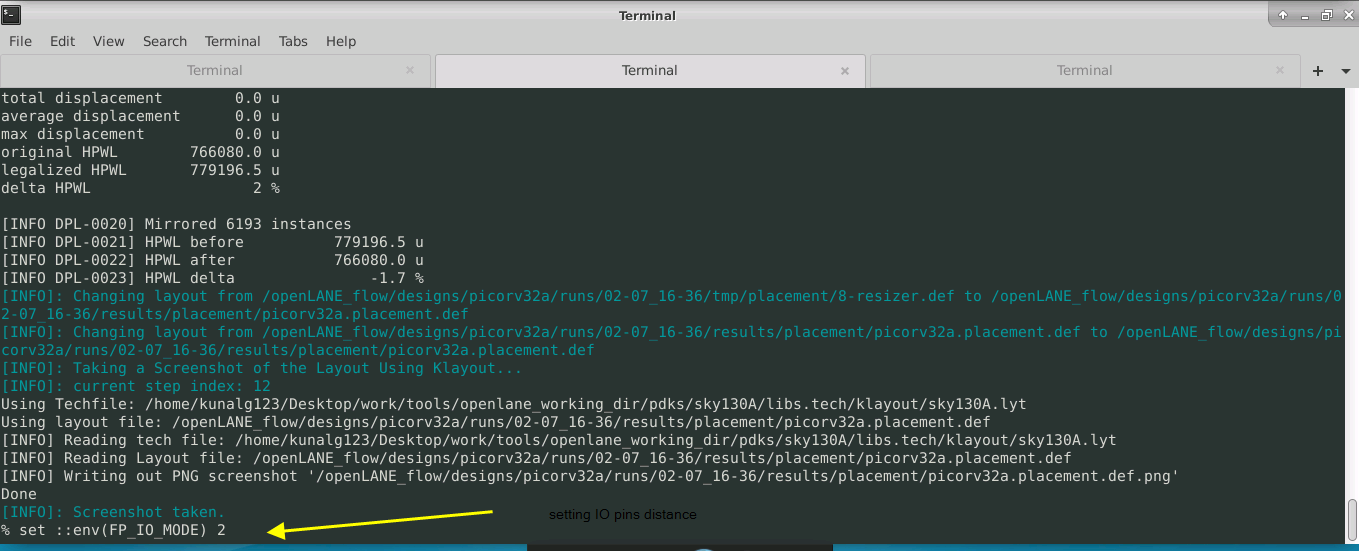 Terminal
File Edit View Search Terminal Tabs Help
Terminal × Terminal × Terminal ×
total displacement 0.0 u
average displacement 0.0 u
max displacement 0.0 u
original HPWL 766080.0 u
legalized HPWL 779196.5 u
delta HPWL 2 %
[INFO DPL-0020] Mirrored 6193 instances
[INFO DPL-0021] HPWL before 779196.5 u
[INFO DPL-0022] HPWL after 766080.0 u
[INFO DPL-0023] HPWL delta -1.7 %
[INFO]: Changing layout from /openLANE_flow/designs/picorv32a/runs/02-07_16-36/tmp/placement/8-resizer.def to /openLANE_flow/designs/picorv32a/runs/0
2-07_16-36/results/placement/picorv32a.placement.def
[INFO]: Changing layout from /openLANE_flow/designs/picorv32a/runs/02-07_16-36/results/placement/picorv32a.placement.def to /openLANE_flow/designs/pi
corv32a/runs/02-07_16-36/results/placement/picorv32a.placement.def
[INFO]: Taking a Screenshot of the Layout Using Klayout...
[INFO]: current step index: 12
Using Techfile: /home/kunalg123/Desktop/work/tools/openlane_working_dir/pdks/sky130A/libs.tech/klayout/sky130A.lyt
Using layout file: /openLANE_flow/designs/picorv32a/runs/02-07_16-36/results/placement/picorv32a.placement.def
[INFO] Reading tech file: /home/kunalg123/Desktop/work/tools/openlane_working_dir/pdks/sky130A/libs.tech/klayout/sky130A.lyt
[INFO] Reading Layout file: /openLANE_flow/designs/picorv32a/runs/02-07_16-36/results/placement/picorv32a.placement.def
[INFO] Writing out PNG screenshot '/openLANE_flow/designs/picorv32a/runs/02-07_16-36/results/placement/picorv32a.placement.def.png'
Done
[INFO]: Screenshot taken.
% set ::env(FP_IO_MODE) 2
setting IO pins distance